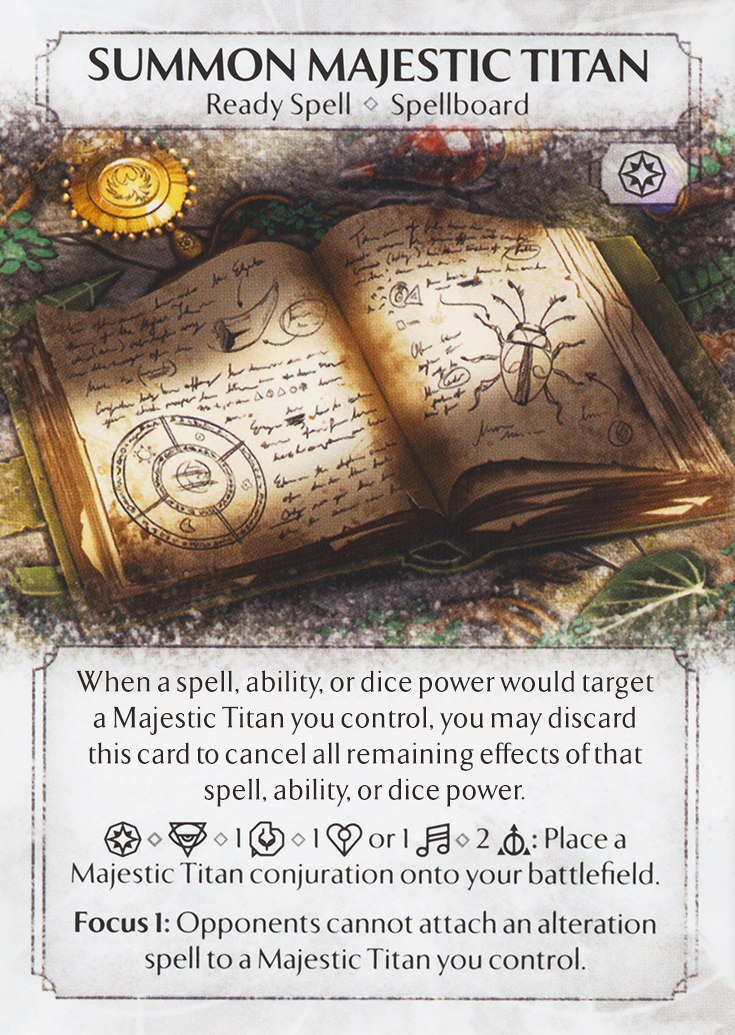 SUMMON MAJESTIC TITAN
Ready Spell ⬦ Spellboard
When a spell, ability, or dice power would target
a Majestic Titan you control, you may discard
this card to cancel all remaining effects of that
spell, ability, or dice power.
⬦ ⬦ 1 ⬦ 1 or 1 ⬦ 2 : Place a
Majestic Titan conjuration onto your battlefield.
Focus 1: Opponents cannot attach an alteration
spell to a Majestic Titan you control.